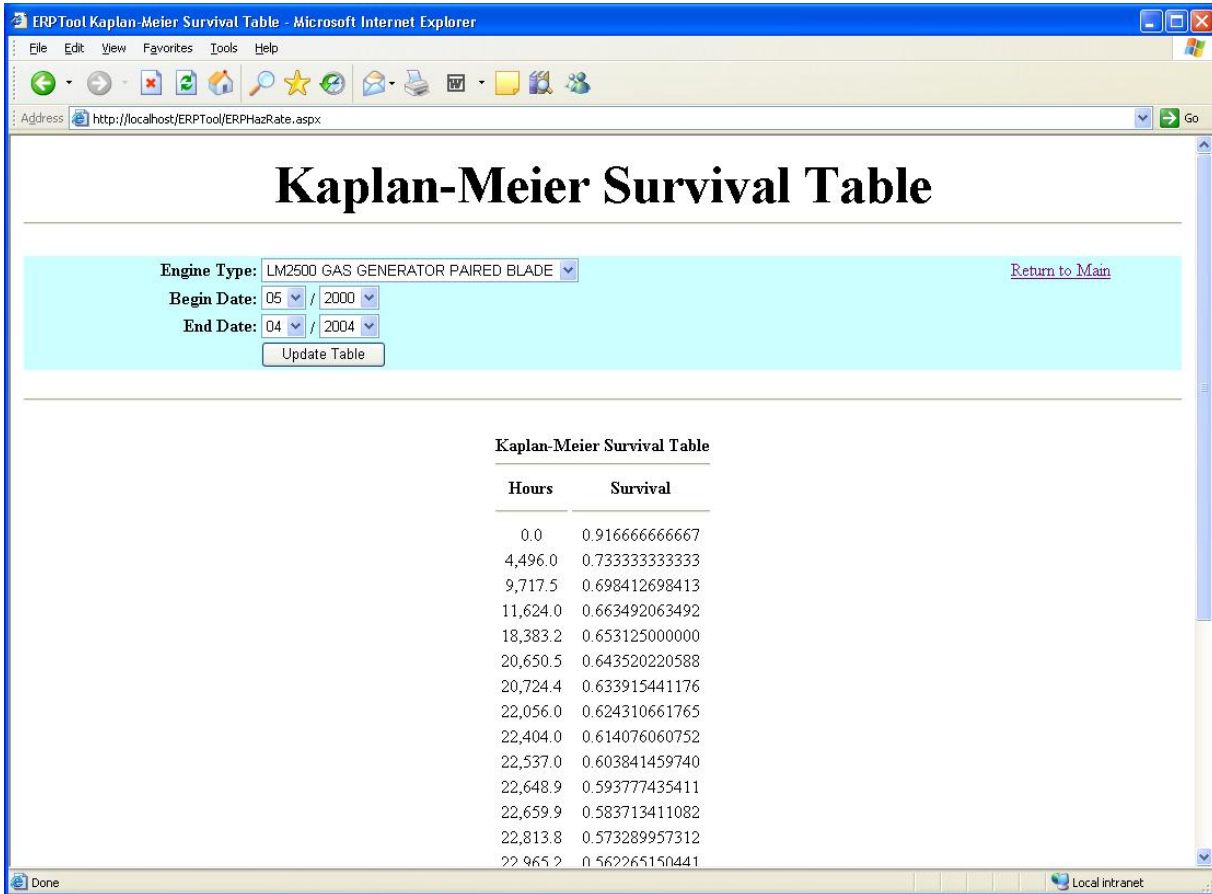 ERPTool Kaplan-Meier Survival Table - Microsoft Internet Explorer
File Edit View Favorites Tools Help
Address http://localhost/ERPTool/ERPHazRate.aspx Go
Kaplan-Meier Survival Table
Engine Type: LM2500 GAS GENERATOR PAIRED BLADE Return to Main
Begin Date: 05 / 2000
End Date: 04 / 2004
Update Table
Kaplan-Meier Survival Table
Hours Survival
0.0 0.916666666667
4,496.0 0.733333333333
9,717.5 0.698412698413
11,624.0 0.663492063492
18,383.2 0.653125000000
20,650.5 0.643520220588
20,724.4 0.633915441176
22,056.0 0.624310661765
22,404.0 0.614076060752
22,537.0 0.603841459740
22,648.9 0.593777435411
22,659.9 0.583713411082
22,813.8 0.573289957312
22,965.2 0.562265150441
Done Local intranet